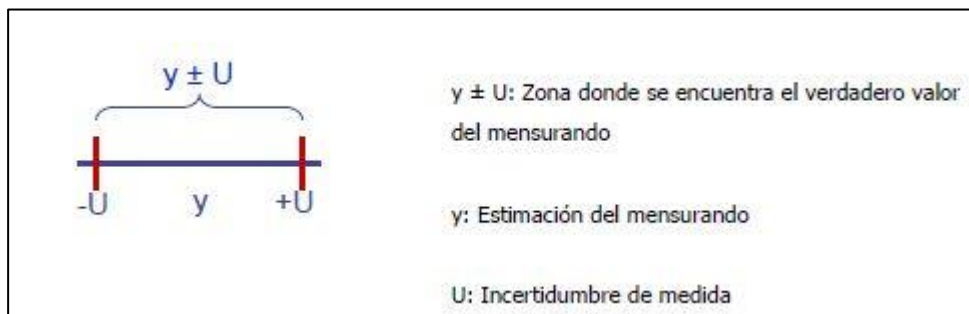 y ± U
-U y +U
y ± U: Zona donde se encuentra el verdadero valor
del mensurando
y: Estimación del mensurando
U: Incertidumbre de medida